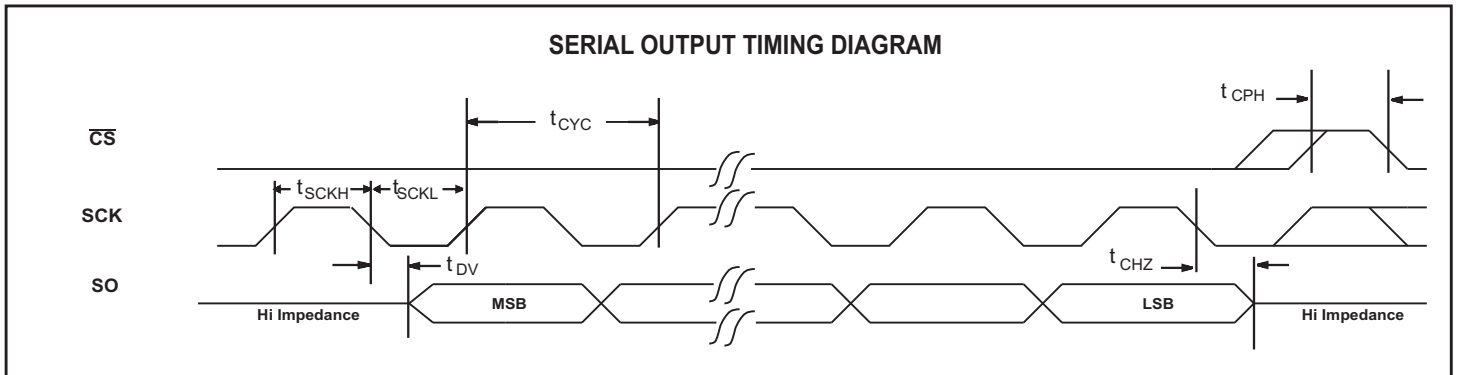 SERIAL OUTPUT TIMING DIAGRAM
t CPH
CS
t CYC
t SCKH
t SCKL
SCK
t DV
t CHZ
SO
MSB
LSB
Hi Impedance
Hi Impedance